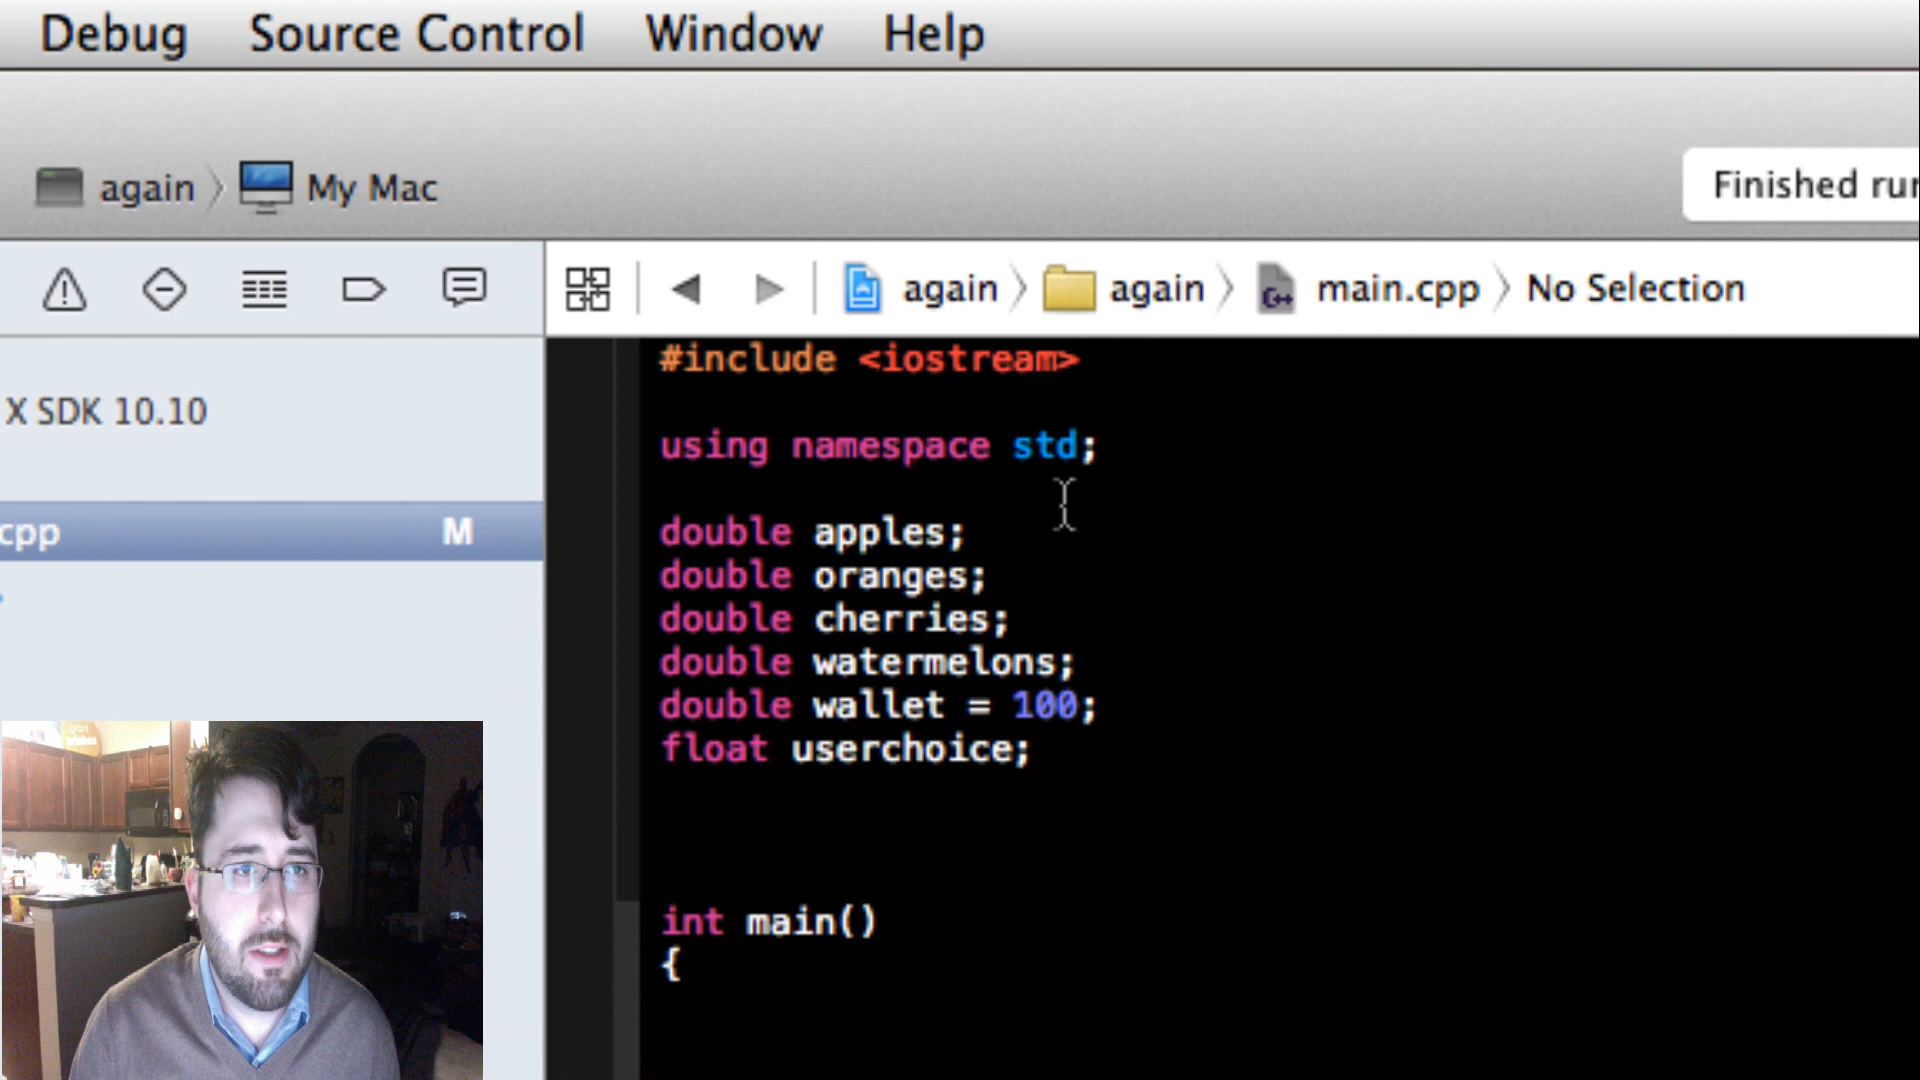 Debug Source Control Window Help
again My Mac
Finished
again again main.cpp No Selection
X SDK 10.10
cpp M
#include <iostream>
using namespace std;
double apples;
double oranges;
double cherries;
double watermelons;
double wallet = 100;
float userchoice;
int main()
{